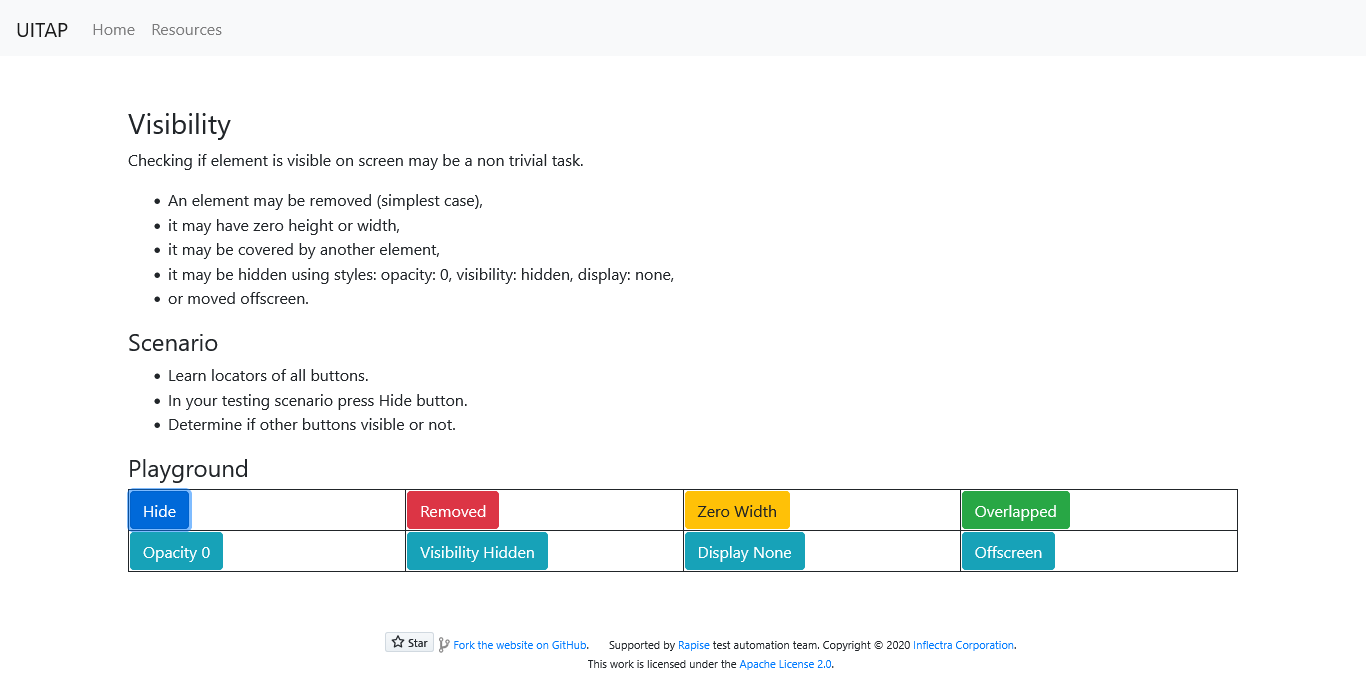 UITAP Home Resources
Visibility
Checking if element is visible on screen may be a non trivial task.
• An element may be removed (simplest case),
• it may have zero height or width,
• it may be covered by another element,
• it may be hidden using styles: opacity: 0, visibility: hidden, display: none,
• or moved offscreen.
Scenario
• Learn locators of all buttons.
• In your testing scenario press Hide button.
• Determine if other buttons visible or not.
Playground
Hide Removed Zero Width Overlapped
Opacity 0 Visibility Hidden Display None Offscreen
Star Fork the website on GitHub. Supported by Rapise test automation team. Copyright © 2020 Inflectra Corporation.
This work is licensed under the Apache License 2.0.